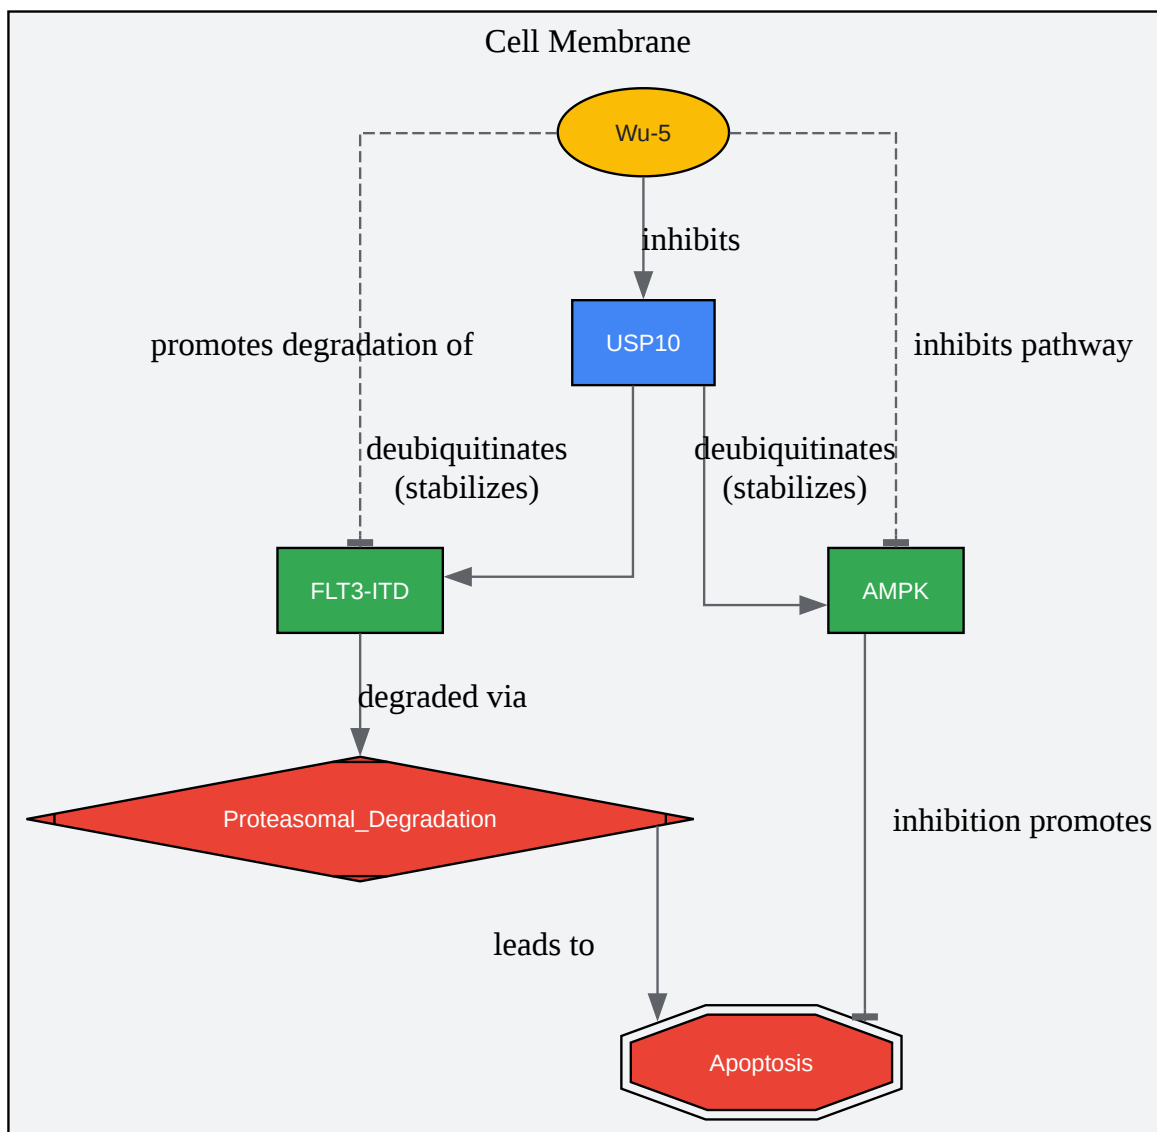 Cell Membrane
Wu-5
inhibits
USP10
promotes degradation of
inhibits pathway
deubiquitinates
(stabilizes)
deubiquitinates
(stabilizes)
FLT3-ITD
AMPK
degraded via
Proteasomal_Degradation
inhibition promotes
leads to
Apoptosis